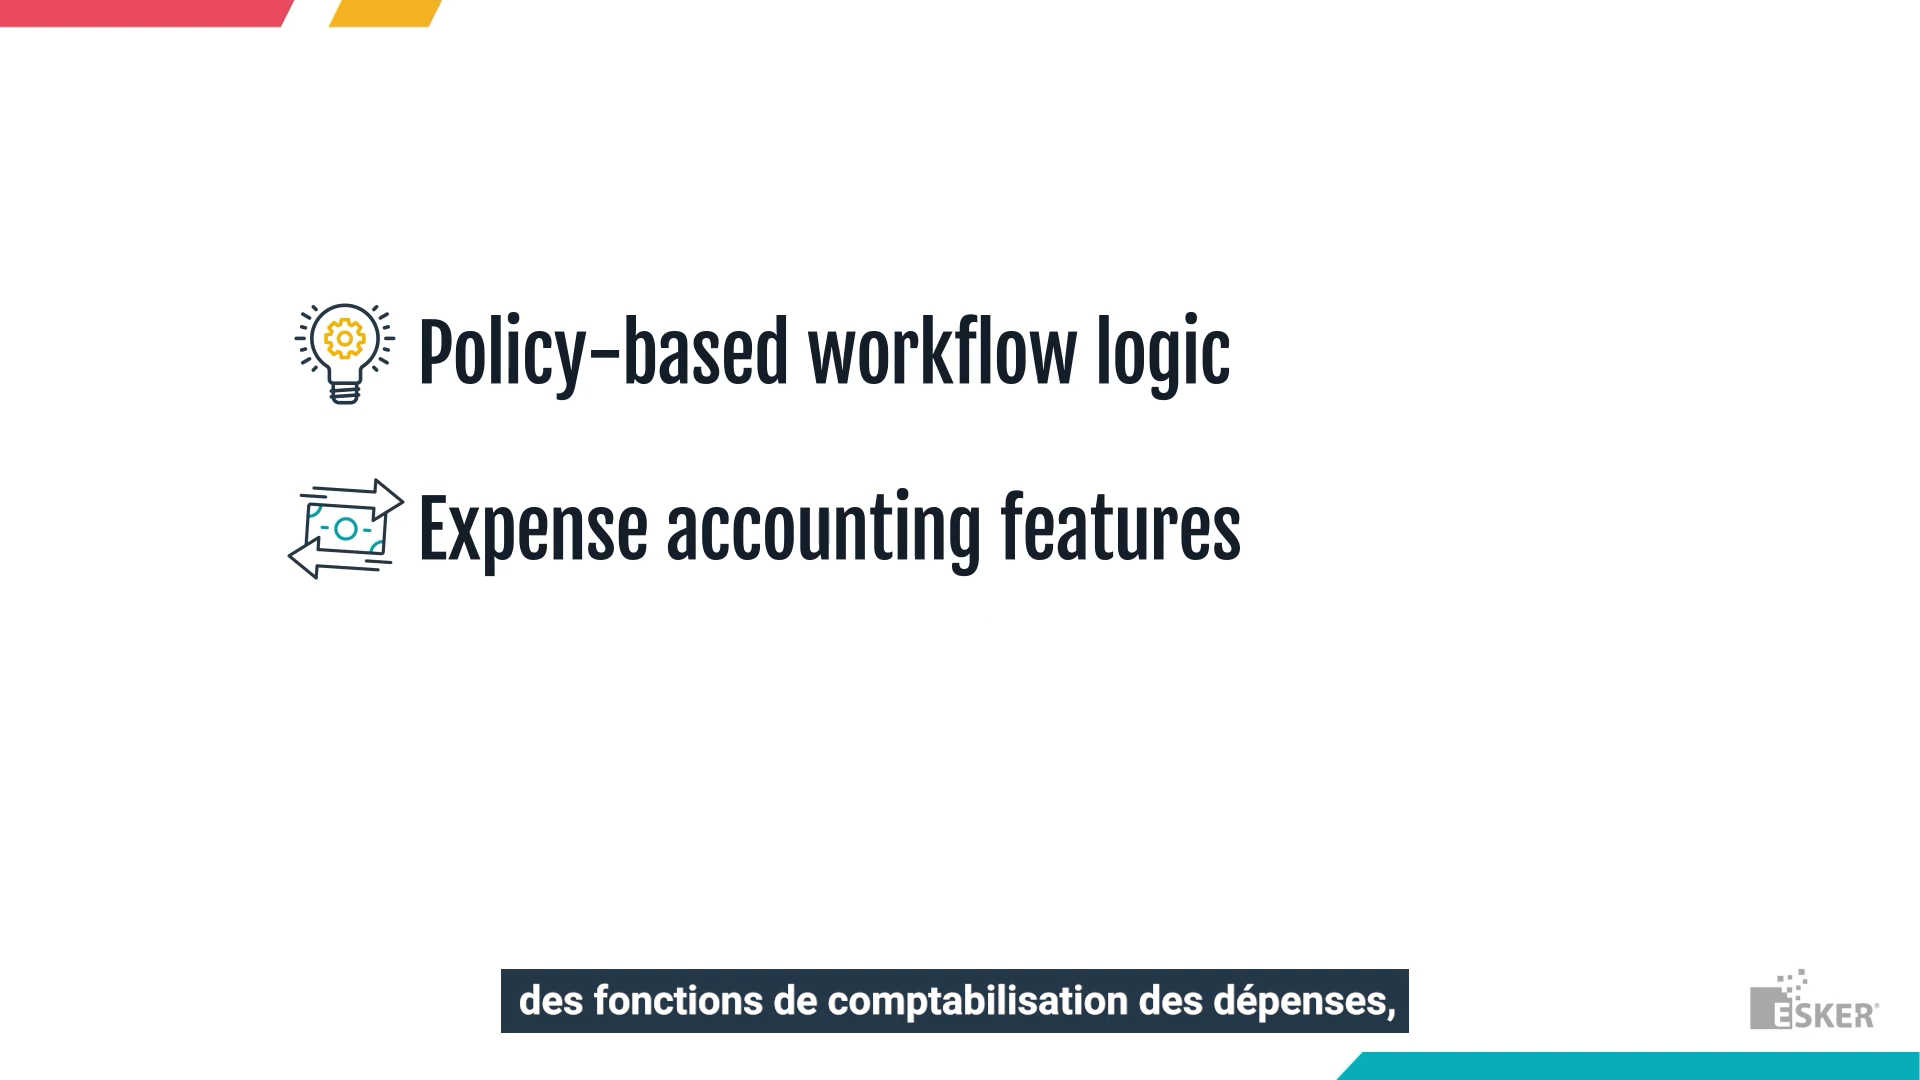 Policy-based workflow logic
Expense accounting features
des fonctions de comptabilisation des dépenses,
ESKER®